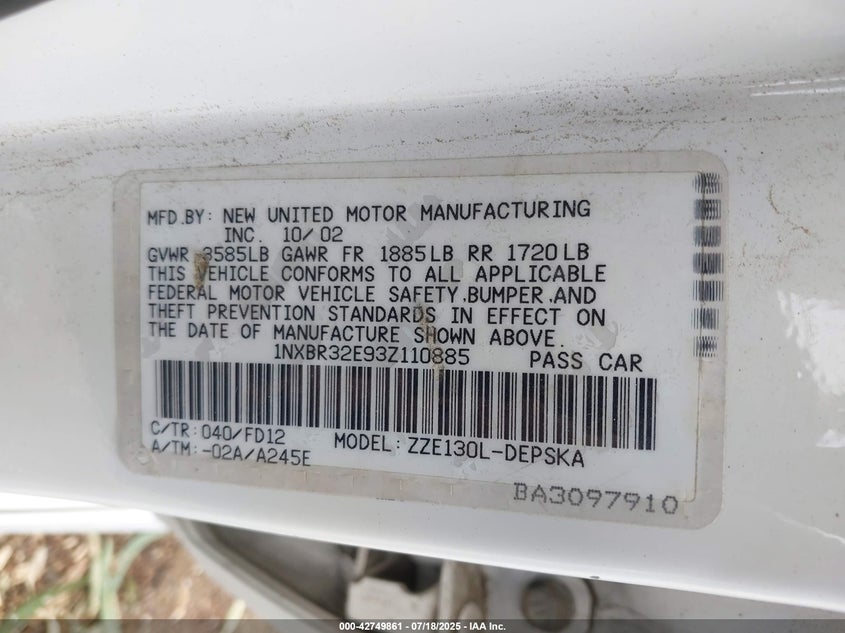 MFD.BY: NEW UNITED MOTOR MANUFACTURING
INC. 10/02
GVWR 3585LB GAWR FR 1885LB RR 1720LB
THIS VEHICLE CONFORMS TO ALL APPLICABLE
FEDERAL MOTOR VEHICLE SAFETY,BUMPER,AND
THEFT PREVENTION STANDARDS IN EFFECT ON
THE DATE OF MANUFACTURE SHOWN ABOVE.
1NXBR32E93Z110885 PASS CAR
C/TR:040/FD12 MODEL:ZZE130L-DEPSKA
A/TM:-02A/A245E
BA3097910
000-42749861 - 07/18/2025 - IAA Inc.